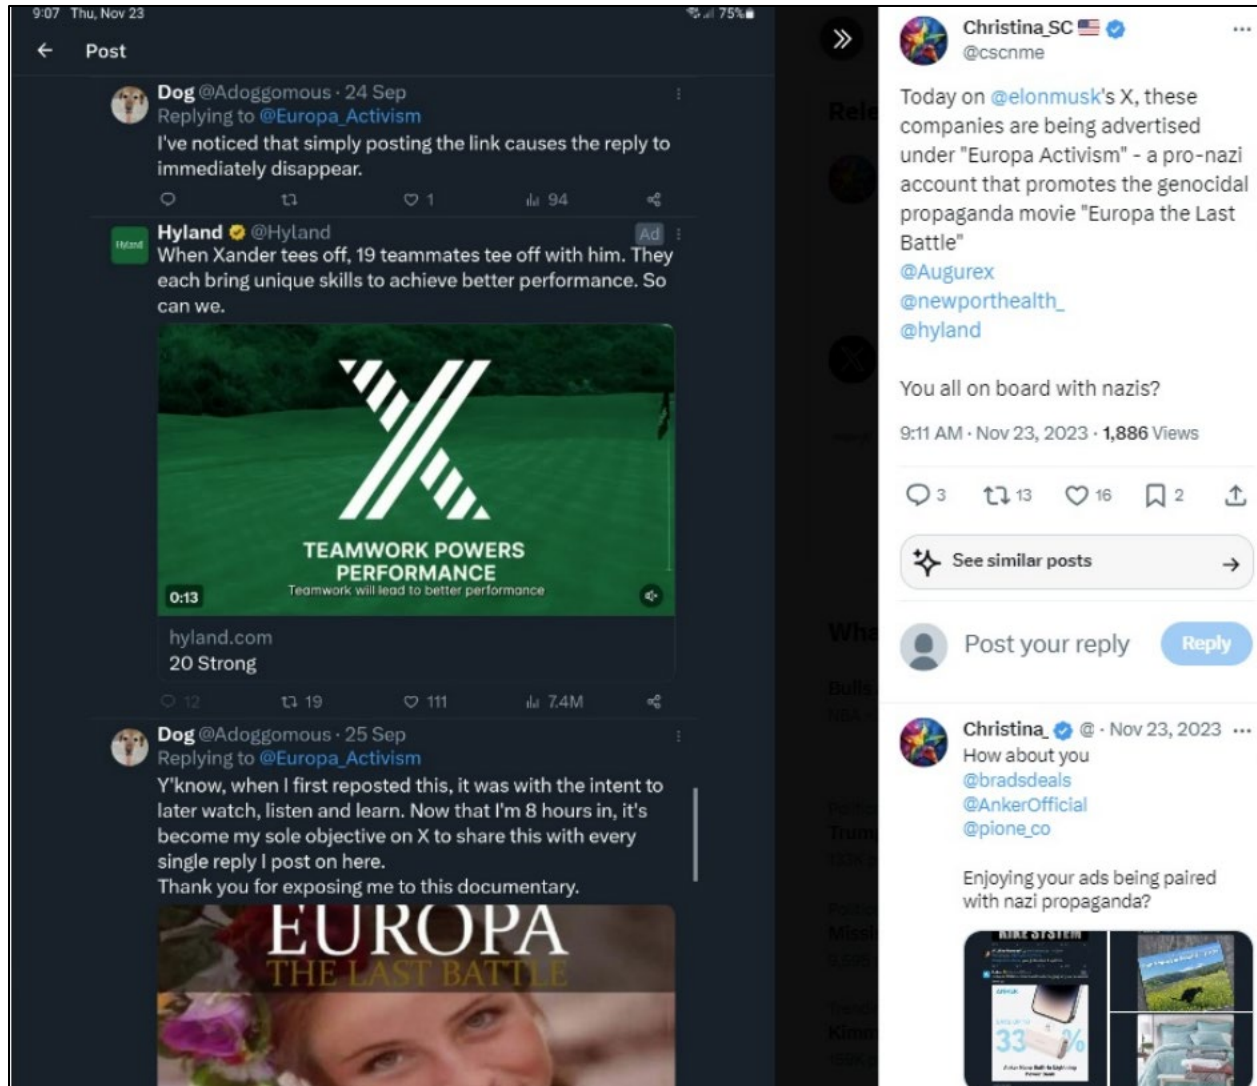 9:07 Thu, Nov 23
75%
Post
Dog @Adoggomous · 24 Sep
Replying to @Europa_Activism
I've noticed that simply posting the link causes the reply to
immediately disappear.
1
94
Hyland @Hyland
Ad
Hyland
When Xander tees off, 19 teammates tee off with him. They
each bring unique skills to achieve better performance. So
can we.
TEAMWORK POWERS
PERFORMANCE
Teamwork will lead to better performance
0:13
hyland.com
20 Strong
12
19
111
7.4M
Dog @Adoggomous · 25 Sep
Replying to @Europa_Activism
Y'know, when I first reposted this, it was with the intent to
later watch, listen and learn. Now that I'm 8 hours in, it's
become my sole objective on X to share this with every
single reply I post on here.
Thank you for exposing me to this documentary.
EUROPA
THE LAST BATTLE
Rele
Wha
Bulls
NBA
Trum
Missi
Kimm
Christina_SC
@cscnme
Today on @elonmusk's X, these
companies are being advertised
under "Europa Activism" - a pro-nazi
account that promotes the genocidal
propaganda movie "Europa the Last
Battle"
@Augurex
@newporthealth_
@hyland
You all on board with nazis?
9:11 AM · Nov 23, 2023 · 1,886 Views
3
13
16
2
See similar posts
Post your reply
Reply
Christina_ @ · Nov 23, 2023
How about you
@bradsdeals
@AnkerOfficial
@pione_co
Enjoying your ads being paired
with nazi propaganda?
33 %